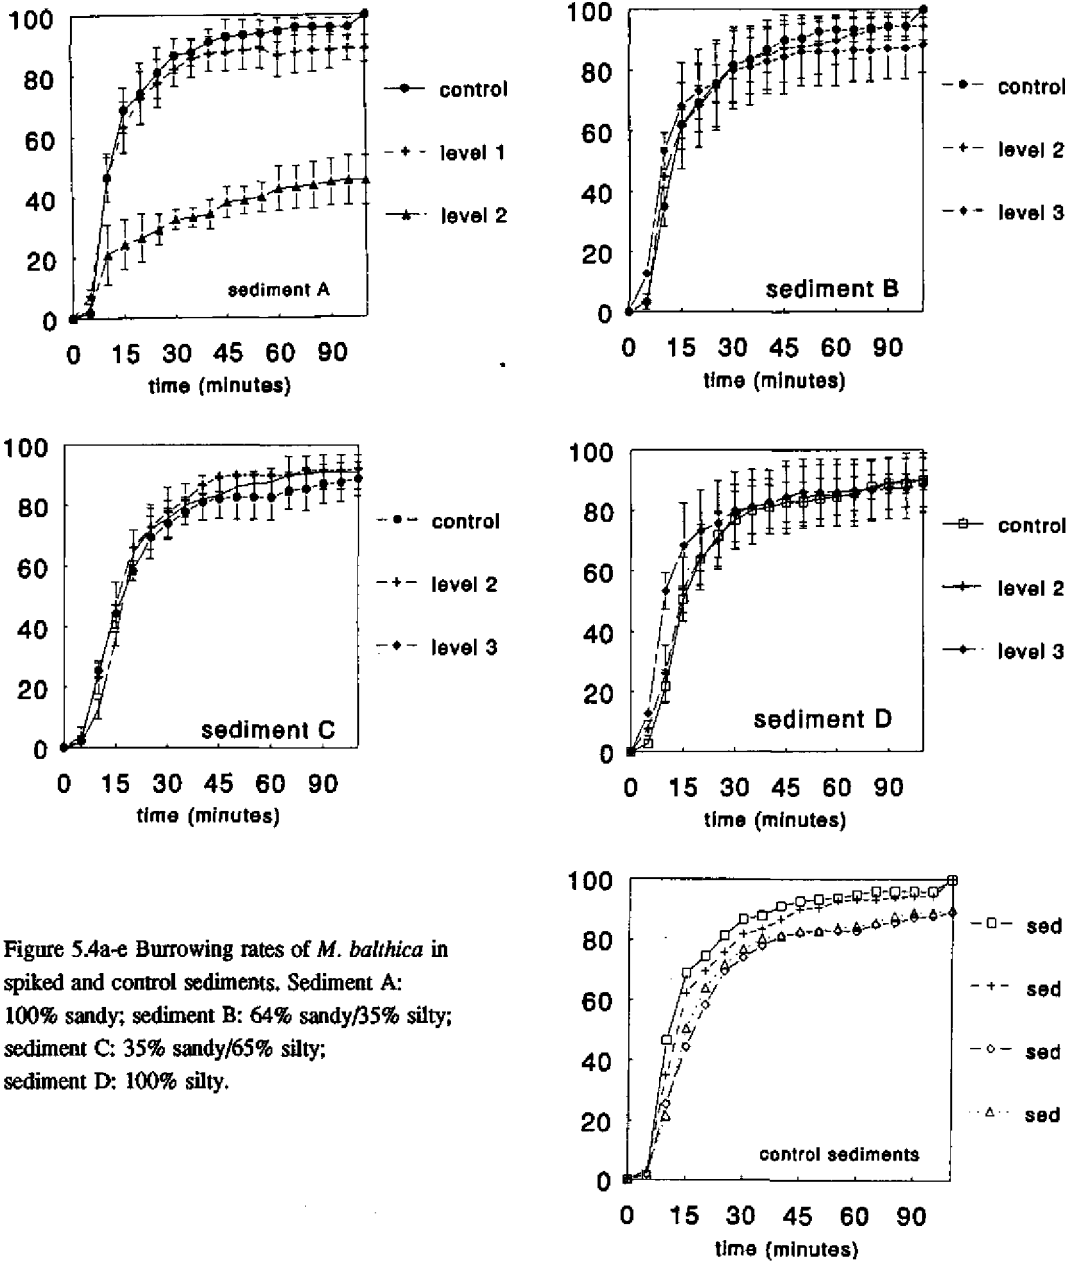 100
80
60
40
20
0
0 15 30 45 60 90
time (minutes)
sediment A
control
level 1
level 2
100
80
60
40
20
0
0 15 30 45 60 90
time (minutes)
sediment B
control
level 2
level 3
100
80
60
40
20
0
0 15 30 45 60 90
time (minutes)
sediment C
control
level 2
level 3
100
80
60
40
20
0
0 15 30 45 60 90
time (minutes)
sediment D
control
level 2
level 3
Figure 5.4a-e Burrowing rates of M. balthica in
spiked and control sediments. Sediment A:
100% sandy; sediment B: 64% sandy/35% silty;
sediment C: 35% sandy/65% silty;
sediment D: 100% silty.
100
80
60
40
20
0
0 15 30 45 60 90
time (minutes)
control sediments
sed
sed
sed
sed